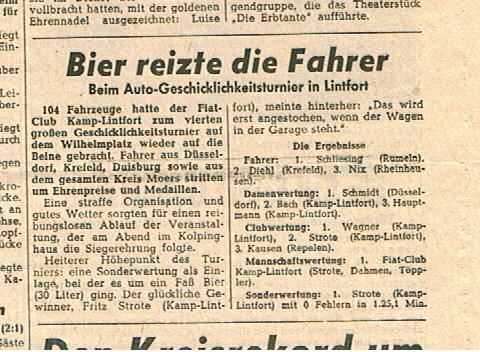 vollbracht hatten, mit der goldenen
Ehrennadel ausgezeichnet: Luise
gendgruppe, die das Theaterstück
„Die Erbtante“ aufführte.
Bier reizte die Fahrer
Beim Auto-Geschicklichkeitsturnier in Lintfort
104 Fahrzeuge hatte der Fiat-
Club Kamp-Lintfort zum vierten
großen Geschicklichkeitsturnier auf
dem Wilhelmplatz wieder auf die
Beine gebracht. Fahrer aus Düssel-
dorf, Krefeld, Duisburg sowie aus
dem gesamten Kreis Moers stritten
um Ehrenpreise und Medaillen.
Eine straffe Organisation und
gutes Wetter sorgten für einen rei-
bungslosen Ablauf der Veranstal-
tung, der am Abend im Kolping-
haus die Siegerehrung folgte.
Heiterer Höhepunkt des Tur-
niers: eine Sonderwertung als Ein-
lage, bei der es um ein Faß Bier
(30 Liter) ging. Der glückliche Ge-
winner, Fritz Strote (Kamp-Lint-
fort), meinte hinterher: „Das wird
erst angestochen, wenn der Wagen
in der Garage steht.“
Die Ergebnisse
Fahrer: 1. Schliesing (Rumeln).
2. Diehl (Krefeld), 3. Nix (Rheinhau-
sen).
Damenwertung: 1. Schmidt (Düssel-
dorf), 2. Bach (Kamp-Lintfort), 3. Haupt-
mann (Kamp-Lintfort).
Clubwertung: 1. Wagner (Kamp-
Lintfort), 2. Strote (Kamp-Lintfort),
3. Kausen (Repelen).
Mannschaftswertung: 1. Fiat-Club
Kamp-Lintfort (Strote, Dahmen, Töpp-
ler).
Sonderwertung: 1. Strote (Kamp-
Lintfort) mit 0 Fehlern in 1.25,1 Min.